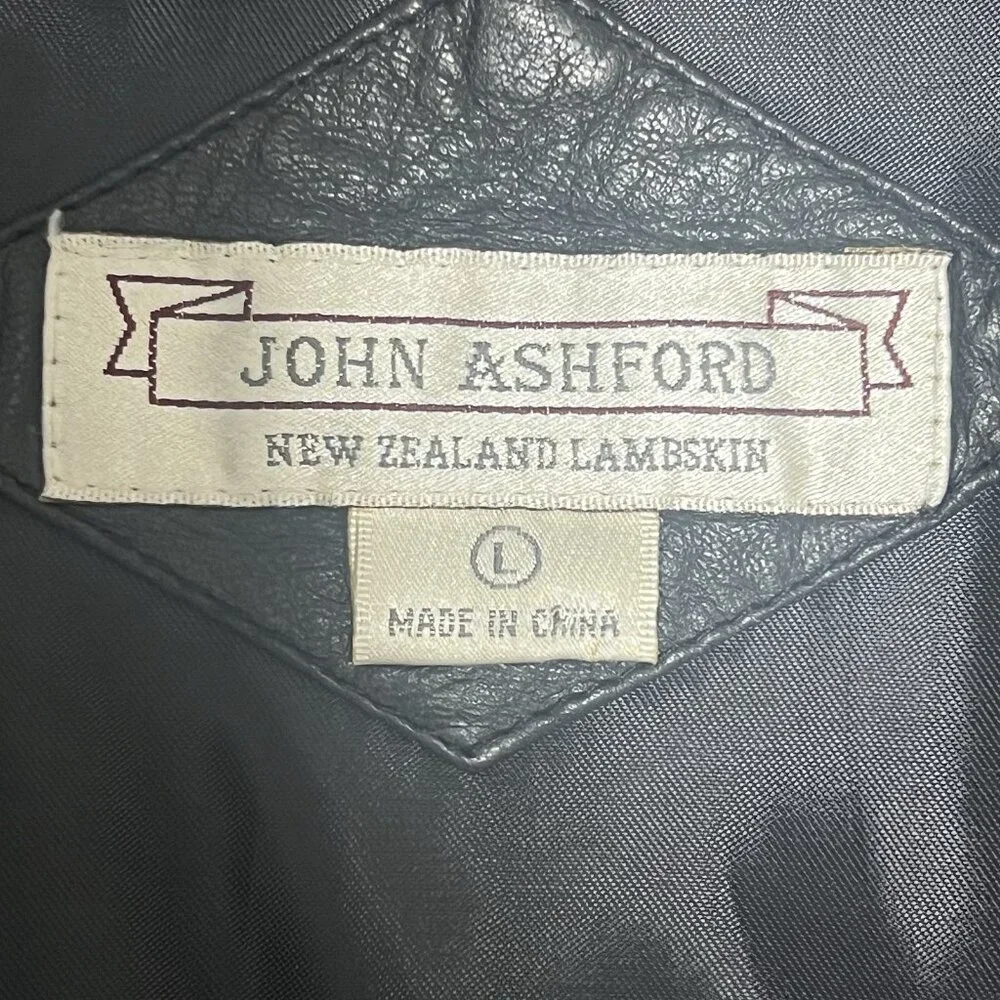 JOHN ASHFORD
NEW ZEALAND LAMBSKIN
L
MADE IN CHINA